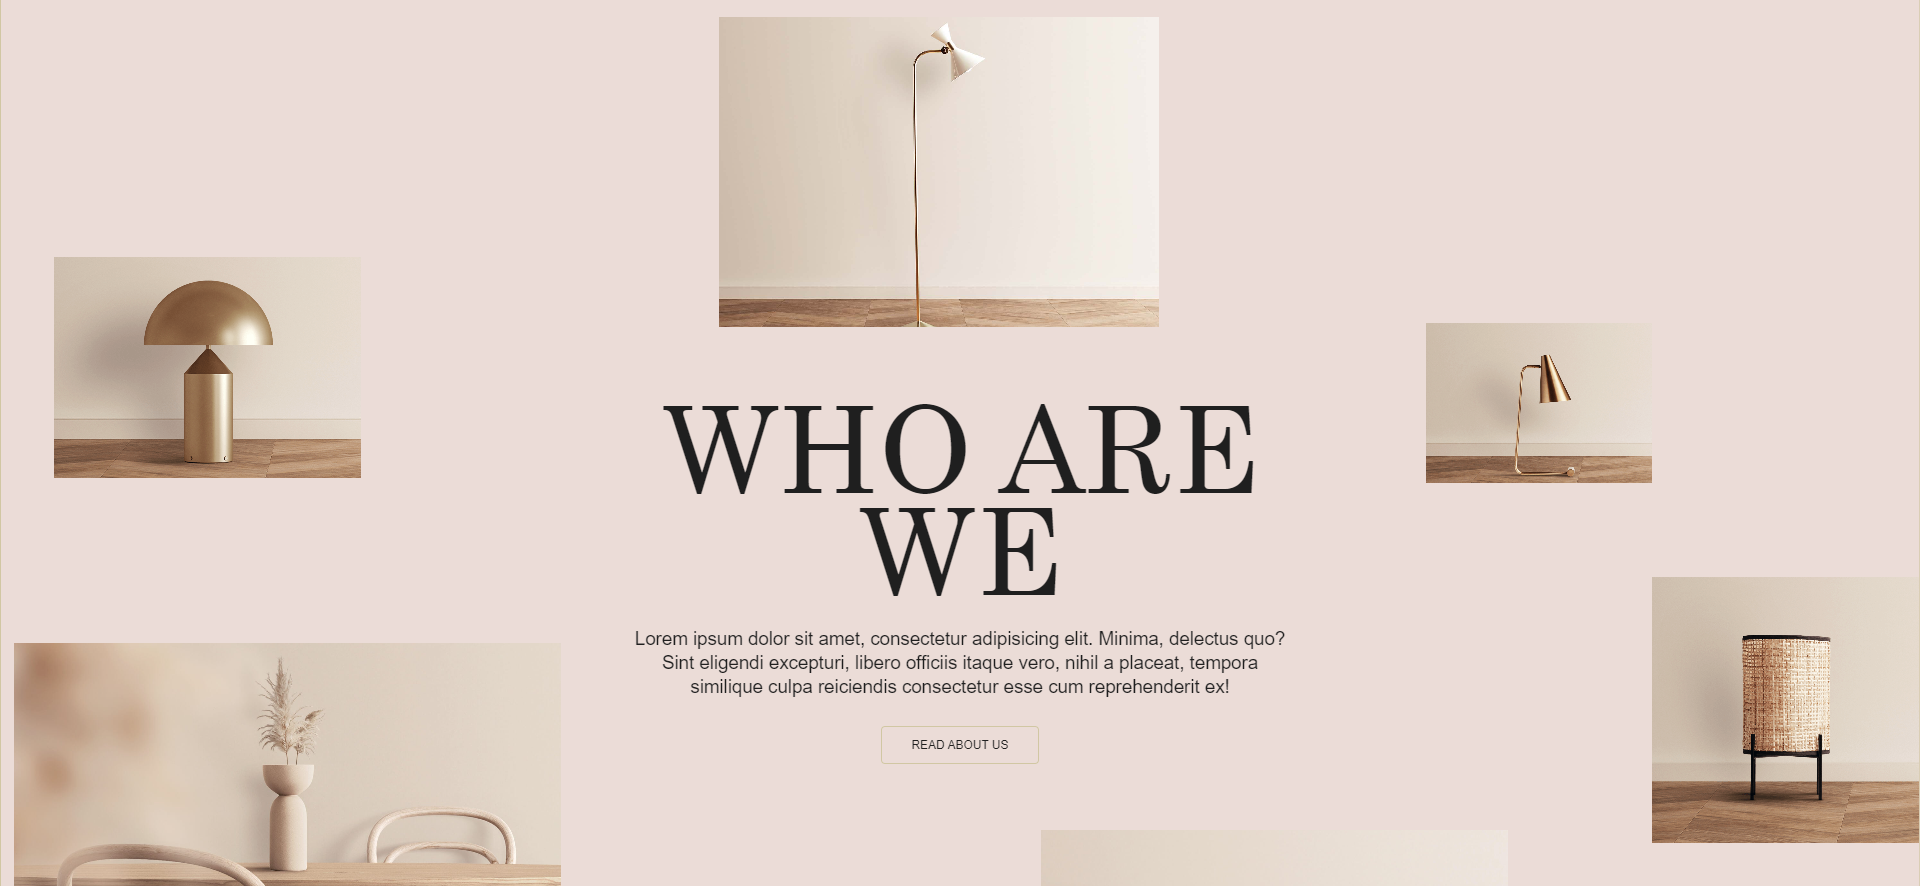 WHO ARE
WE
Lorem ipsum dolor sit amet, consectetur adipisicing elit. Minima, delectus quo?
Sint eligendi excepturi, libero officiis itaque vero, nihil a placeat, tempora
similique culpa reiciendis consectetur esse cum reprehenderit ex!
READ ABOUT US